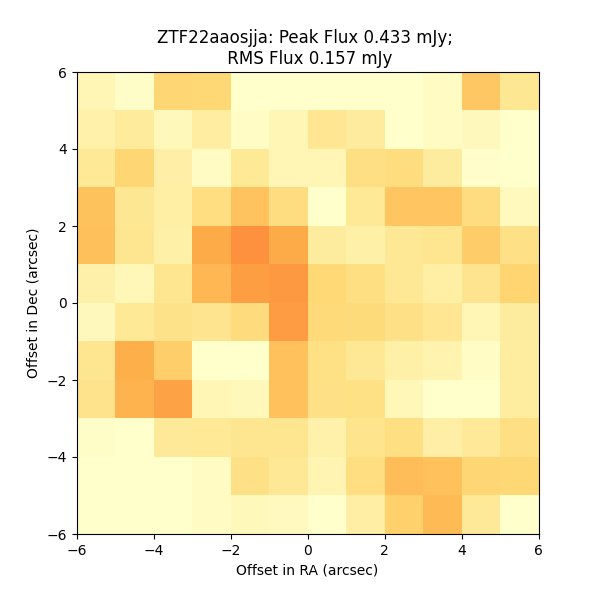 ZTF22aaosjja: Peak Flux 0.433 mJy;
RMS Flux 0.157 mJy
6
4
2
0
−2
−4
−6
Offset in Dec (arcsec)
−6 −4 −2 0 2 4 6
Offset in RA (arcsec)